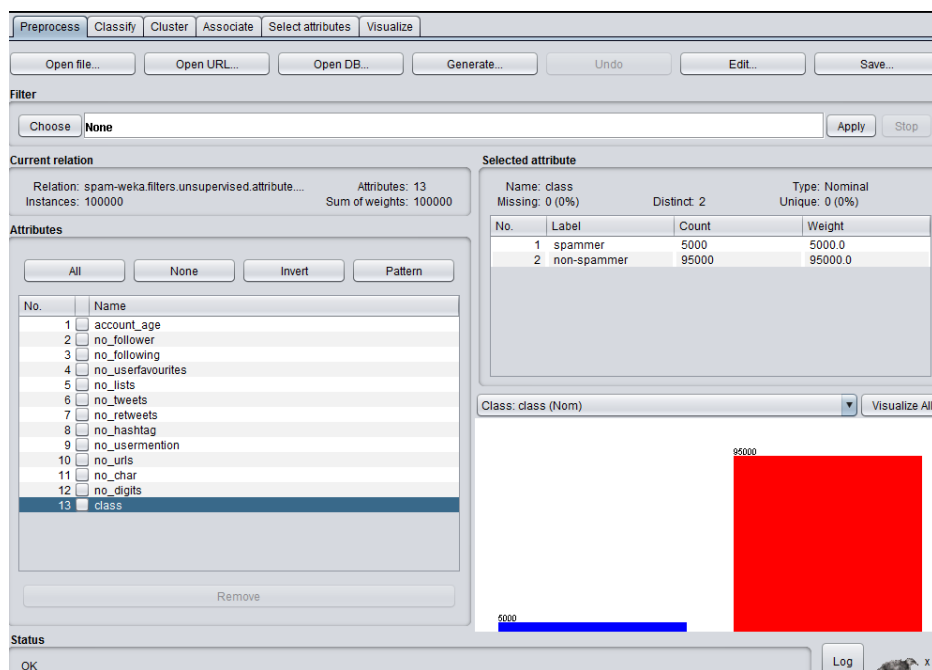 Preprocess Classify Cluster Associate Select attributes Visualize
Open file... Open URL... Open DB... Generate... Undo Edit... Save...
Filter
Choose None Apply Stop
Current relation
Relation: spam-weka.filters.unsupervised.attribute.... Attributes: 13
Instances: 100000 Sum of weights: 100000
Attributes
All None Invert Pattern
No. Name
1 account_age
2 no_follower
3 no_following
4 no_userfavourites
5 no_lists
6 no_tweets
7 no_retweets
8 no_hashtag
9 no_usermention
10 no_urls
11 no_char
12 no_digits
13 class
Remove
Selected attribute
Name: class Type: Nominal
Missing: 0 (0%) Distinct: 2 Unique: 0 (0%)
No. Label Count Weight
1 spammer 5000 5000.0
2 non-spammer 95000 95000.0
Class: class (Nom) Visualize All
95000
5000
Status
OK Log x